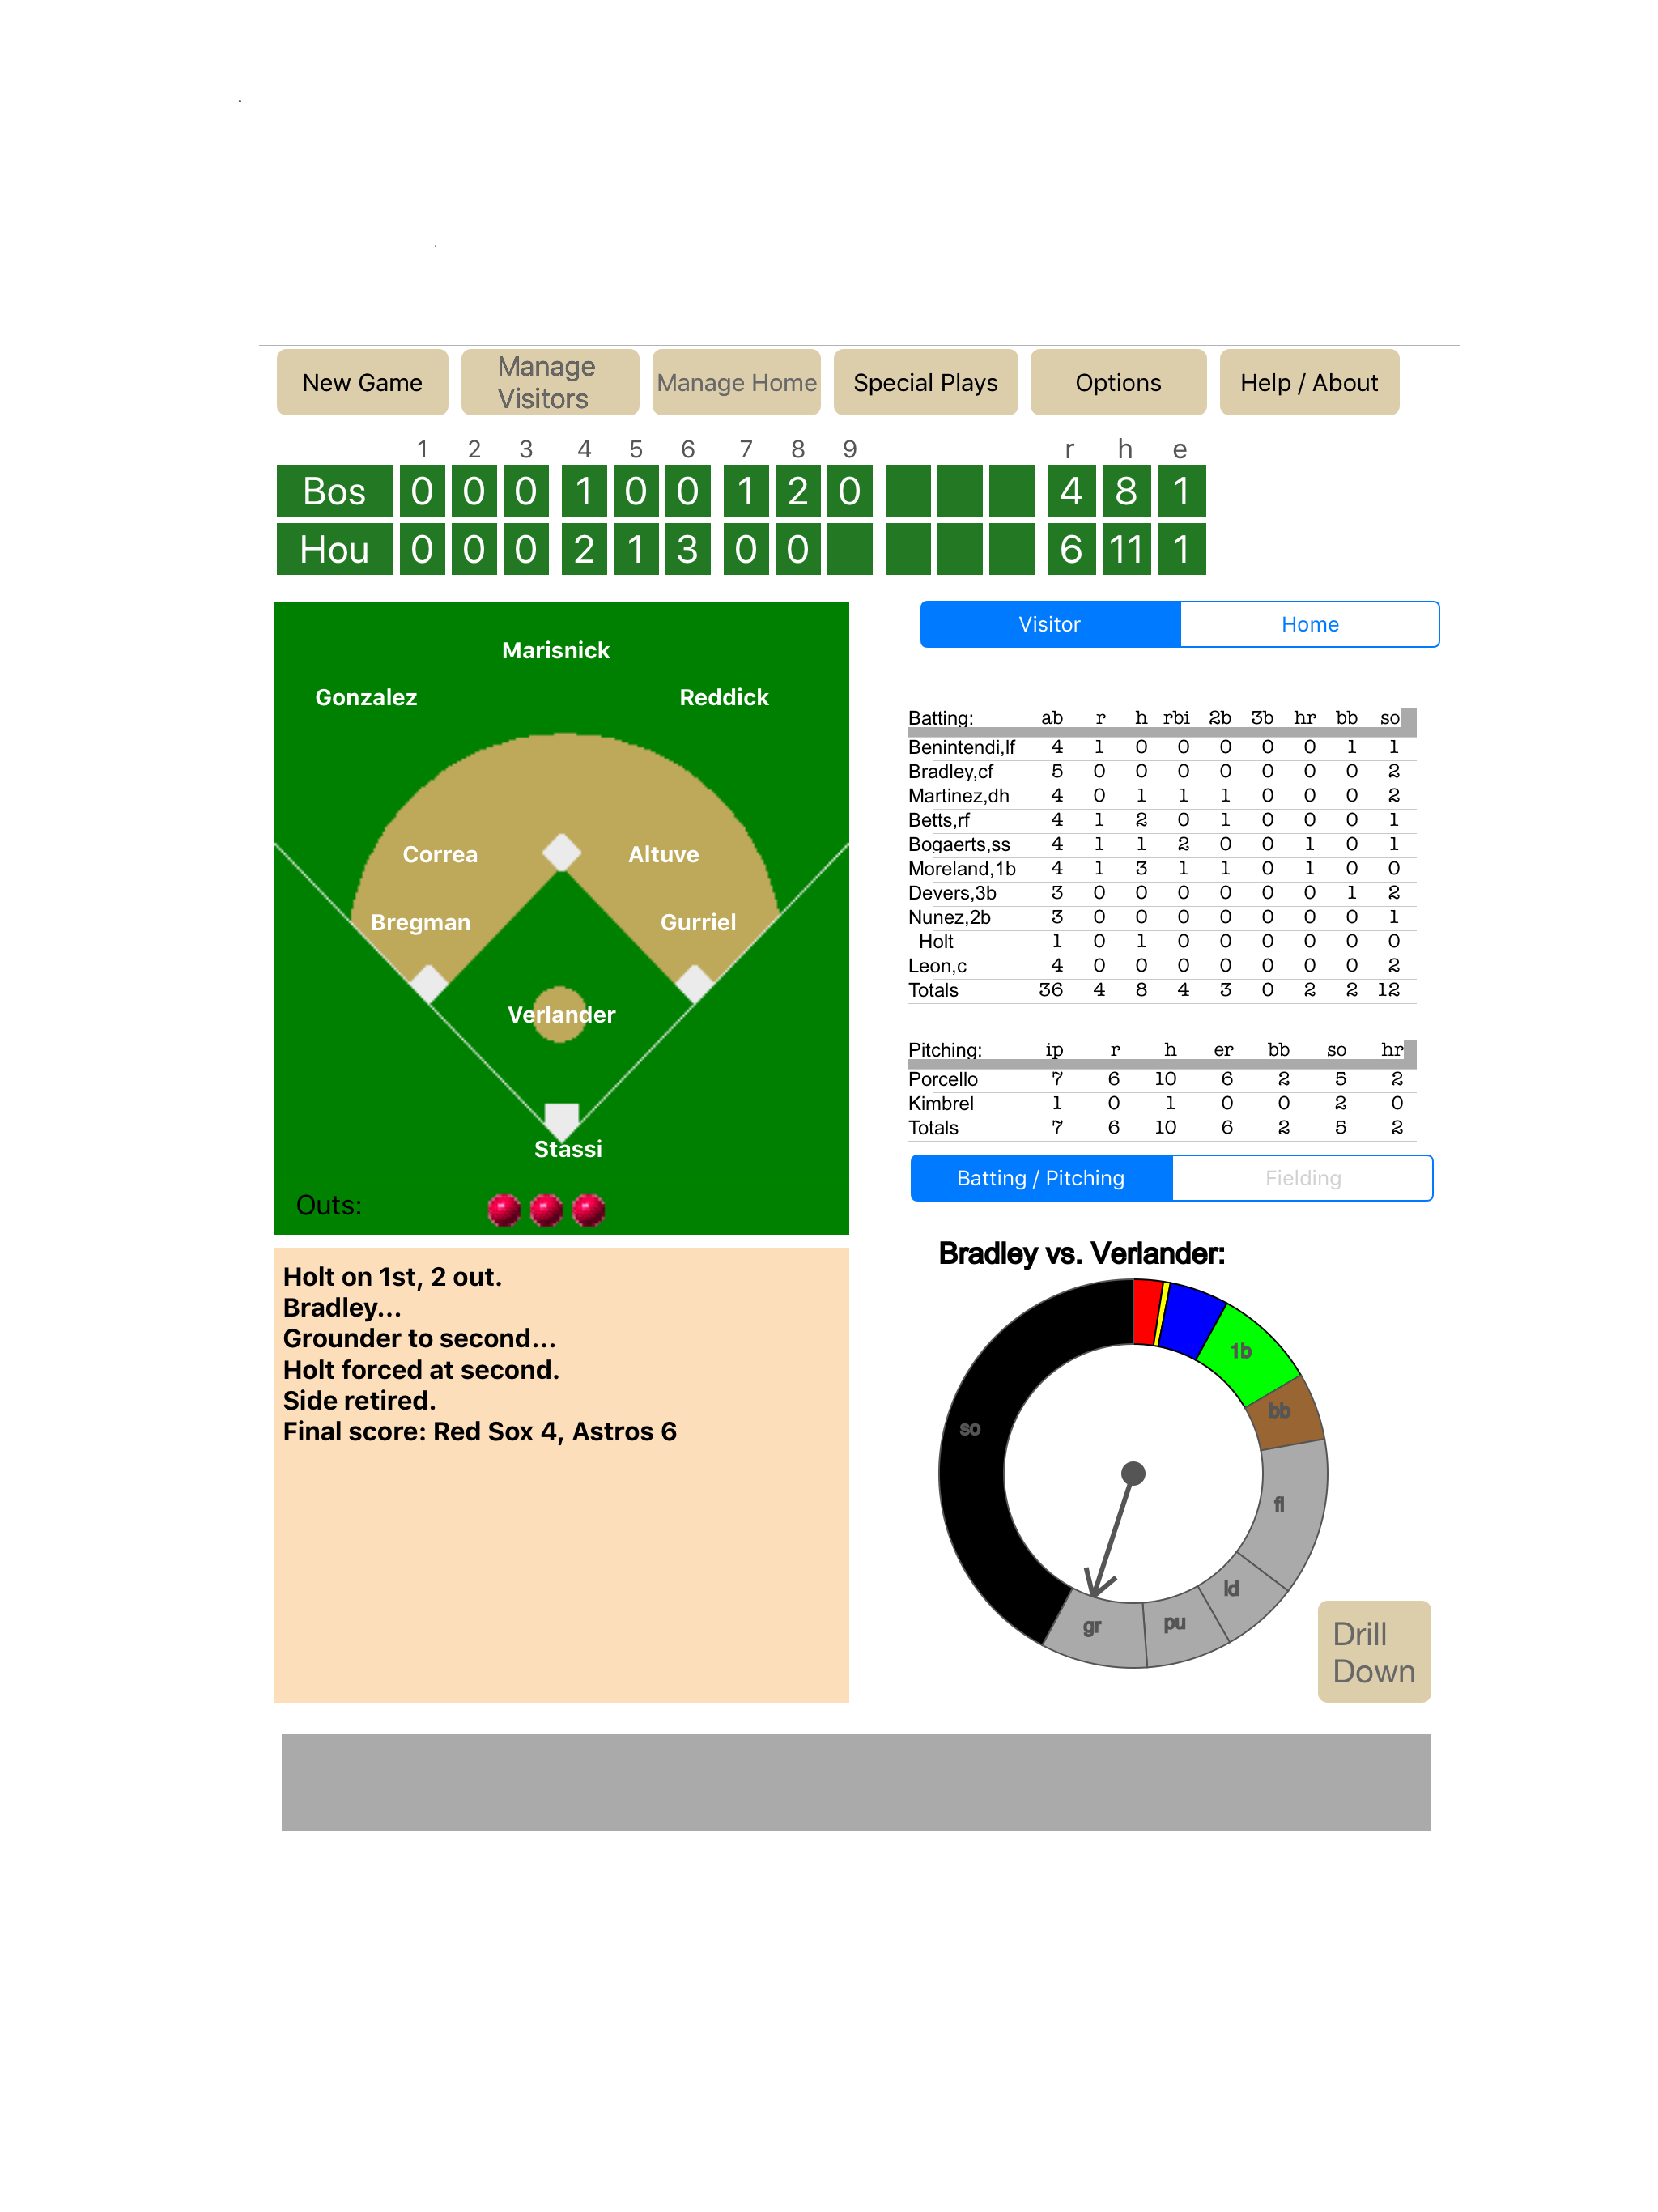 New Game
Manage
Visitors
Manage Home
Special Plays
Options
Help / About
1 2 3 4 5 6 7 8 9 r h e
Bos 0 0 0 1 0 0 1 2 0 4 8 1
Hou 0 0 0 2 1 3 0 0 6 11 1
Marisnick
Gonzalez
Reddick
Correa
Altuve
Bregman
Gurriel
Verlander
Stassi
Outs:
Visitor
Home
Batting: ab r h rbi 2b 3b hr bb so
Benintendi,lf 4 1 0 0 0 0 0 1 1
Bradley,cf 5 0 0 0 0 0 0 0 2
Martinez,dh 4 0 1 1 1 0 0 0 2
Betts,rf 4 1 2 0 1 0 0 0 1
Bogaerts,ss 4 1 1 2 0 0 1 0 1
Moreland,1b 4 1 3 1 1 0 1 0 0
Devers,3b 3 0 0 0 0 0 0 1 2
Nunez,2b 3 0 0 0 0 0 0 0 1
Holt 1 0 1 0 0 0 0 0 0
Leon,c 4 0 0 0 0 0 0 0 2
Totals 36 4 8 4 3 0 2 2 12
Pitching: ip r h er bb so hr
Porcello 7 6 10 6 2 5 2
Kimbrel 1 0 1 0 0 2 0
Totals 7 6 10 6 2 5 2
Batting / Pitching
Fielding
Holt on 1st, 2 out.
Bradley...
Grounder to second...
Holt forced at second.
Side retired.
Final score: Red Sox 4, Astros 6
Bradley vs. Verlander:
1b
bb
fl
ld
pu
gr
so
Drill
Down